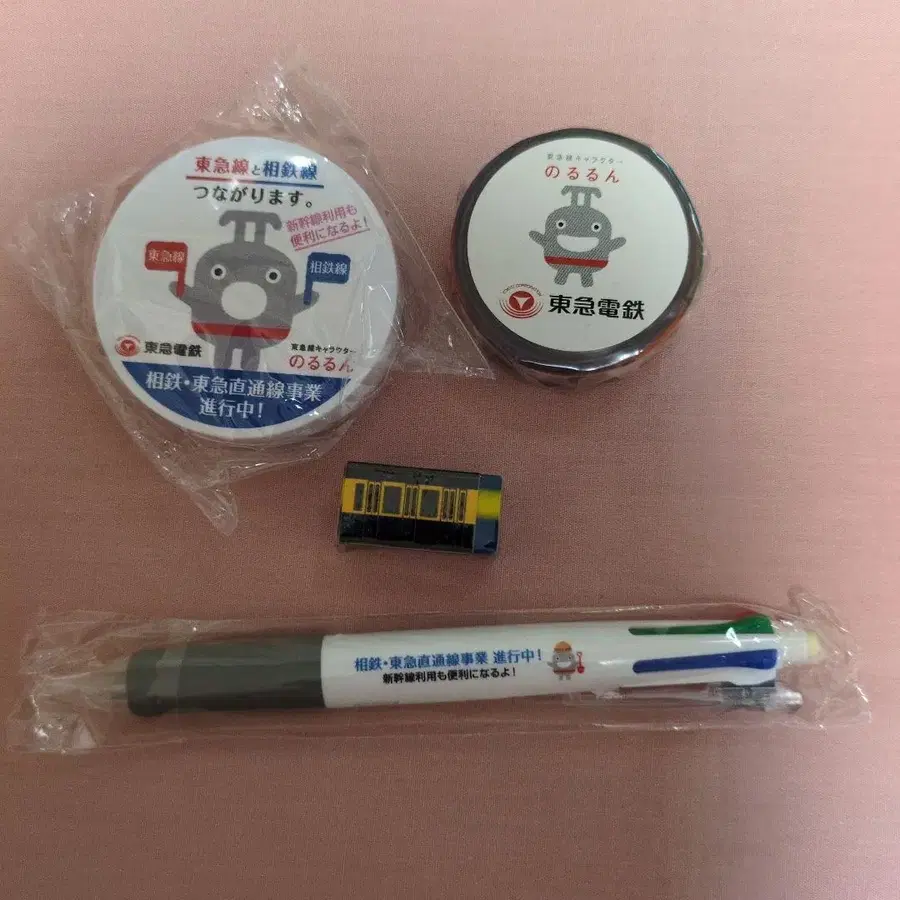 東急線と相鉄線
つながります。
新幹線利用も
便利になるよ!
東急線
相鉄線
東急電鉄
東急線キャラクター
のるるん
相鉄・東急直通線事業
進行中!
東急線キャラクター
のるるん
TOKYU CORPORATION
東急電鉄
相鉄・東急直通線事業 進行中!
新幹線利用も便利になるよ!